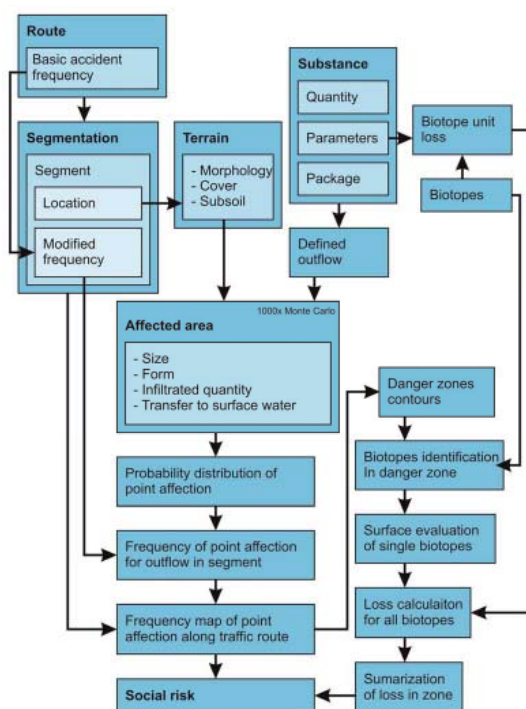 Route
Basic accident
frequency
Segmentation
Segment
Location
Modified
frequency
Terrain
- Morphology
- Cover
- Subsoil
Substance
Quantity
Parameters
Package
Biotope unit
loss
Biotopes
Defined
outflow
1000x Monte Carlo
Affected area
- Size
- Form
- Infiltrated quantity
- Transfer to surface water
Probability distribution of
point affection
Frequency of point affection
for outflow in segment
Frequency map of point
affection along traffic route
Social risk
Danger zones
contours
Biotopes identification
In danger zone
Surface evaluation
of single biotopes
Loss calculaiton
for all biotopes
Sumarization
of loss in zone